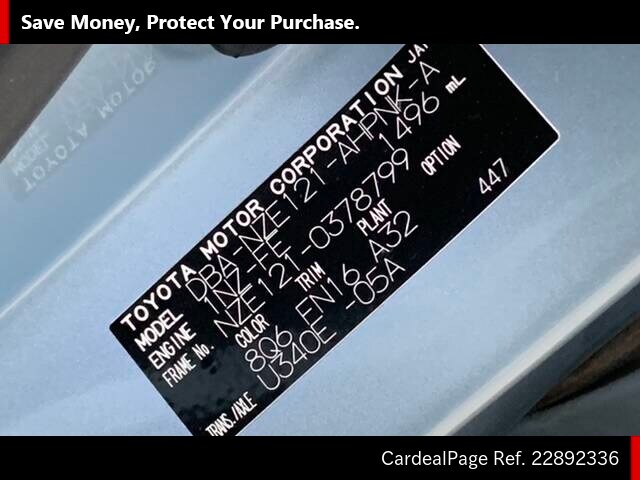 Save Money, Protect Your Purchase.
TOYOTA MOTOR CORPORATION JA
MODEL DBA-NZE121-AHPNK-A
ENGINE 1NZ-FE 1496 mL
FRAME No. NZE121-0378799
COLOR TRIM PLANT OPTION
8Q6 EN16 A32 447
TRANS./AXLE U340E -05A
CardealPage Ref. 22892336